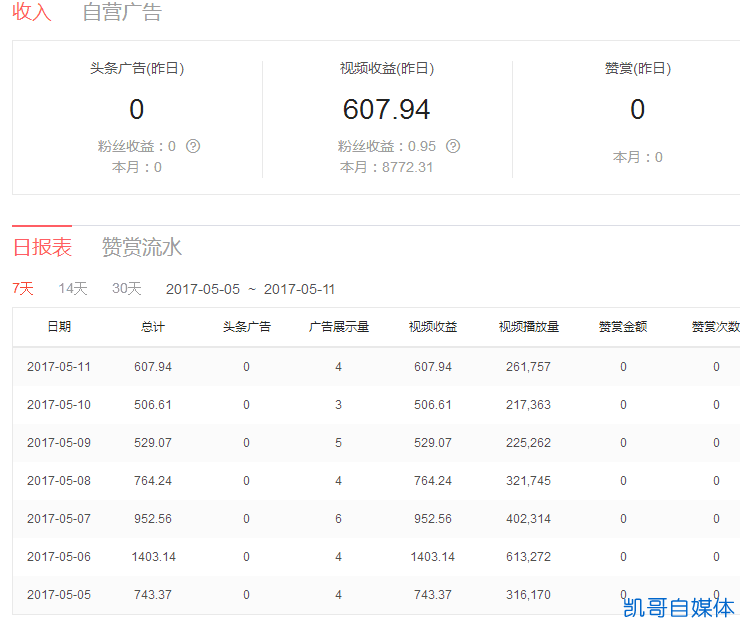 收入 自营广告
头条广告(昨日) 视频收益(昨日) 赞赏(昨日)
0 607.94 0
粉丝收益：0 ? 粉丝收益：0.95 ?
本月：0 本月：8772.31 本月：0
日报表 赞赏流水
7天 14天 30天 2017-05-05 ~ 2017-05-11
日期 总计 头条广告 广告展示量 视频收益 视频播放量 赞赏金额 赞赏次数
2017-05-11 607.94 0 4 607.94 261,757 0 0
2017-05-10 506.61 0 3 506.61 217,363 0 0
2017-05-09 529.07 0 5 529.07 225,262 0 0
2017-05-08 764.24 0 4 764.24 321,745 0 0
2017-05-07 952.56 0 6 952.56 402,314 0 0
2017-05-06 1403.14 0 4 1403.14 613,272 0 0
2017-05-05 743.37 0 4 743.37 316,170 0 0
凯哥自媒体